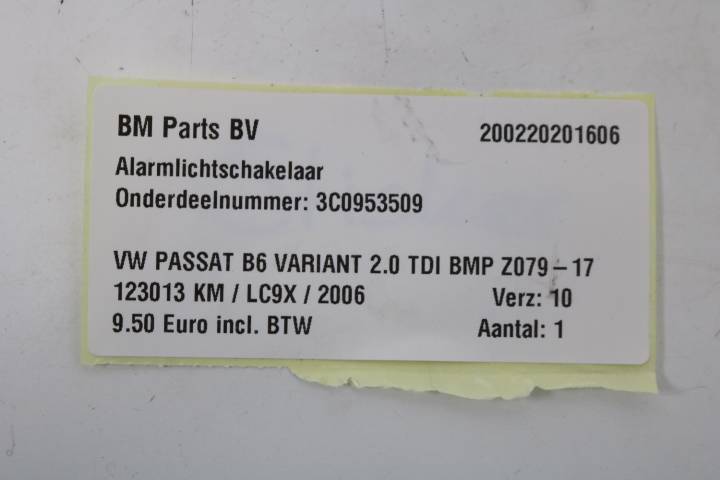 BM Parts BV 200220201606
Alarmlichtschakelaar
Onderdeelnummer: 3C0953509
VW PASSAT B6 VARIANT 2.0 TDI BMP Z079-17
123013 KM / LC9X / 2006 Verz: 10
9.50 Euro incl. BTW Aantal: 1